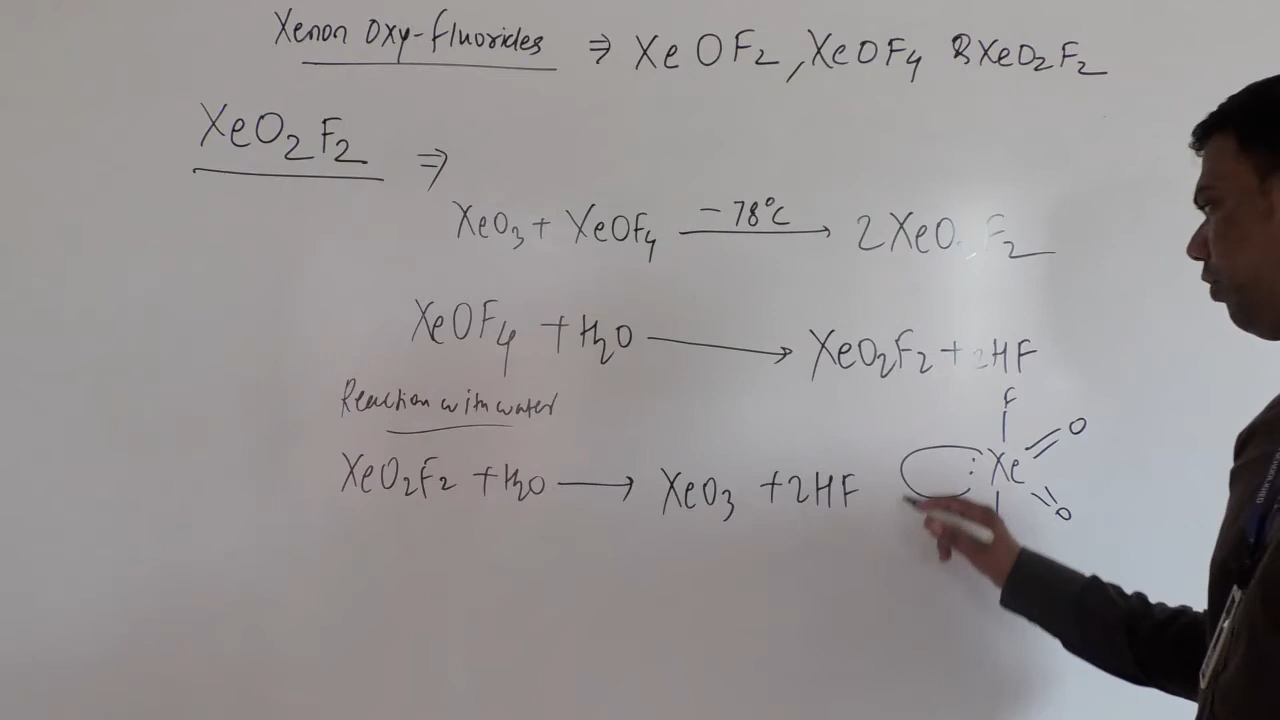 Xenon Oxy-fluorides ⇒ XeOF2, XeOF4 & XeO2F2
XeO2F2 ⇒
XeO3 + XeOF4 —−78°C→ 2XeO2F2
XeOF4 + H2O → XeO2F2 + 2HF
Reaction with water
XeO2F2 + H2O → XeO3 + 2HF
F
:Xe
O
O